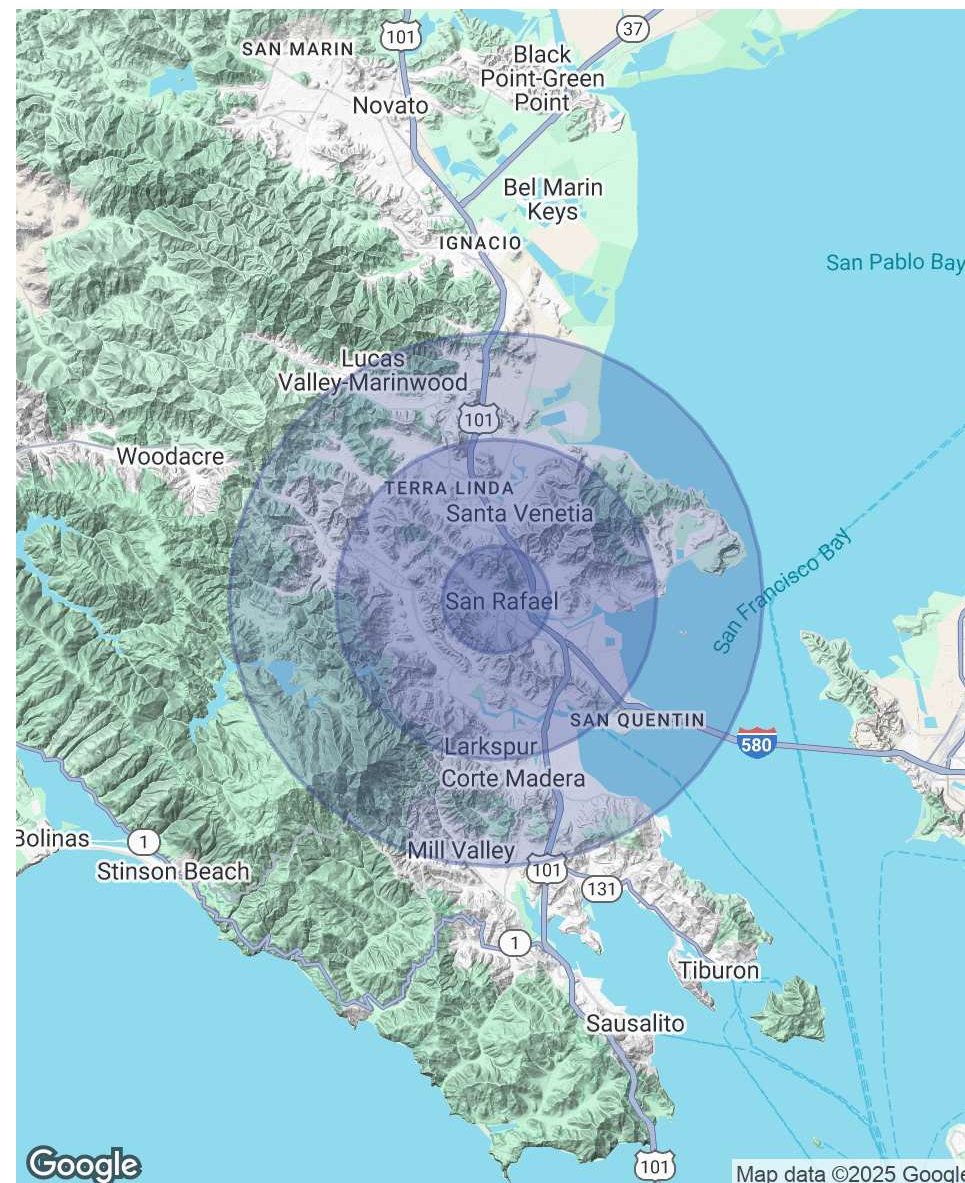 101
37
SAN MARIN
Black
Point-Green
Point
Novato
Bel Marin
Keys
IGNACIO
San Pablo Bay
Lucas
Valley-Marinwood
101
Woodacre
TERRA LINDA
Santa Venetia
San Francisco Bay
San Rafael
SAN QUENTIN
580
Larkspur
Corte Madera
Bolinas
1
Mill Valley
Stinson Beach
101
131
1
Tiburon
Sausalito
Google
101
Map data ©2025 Google